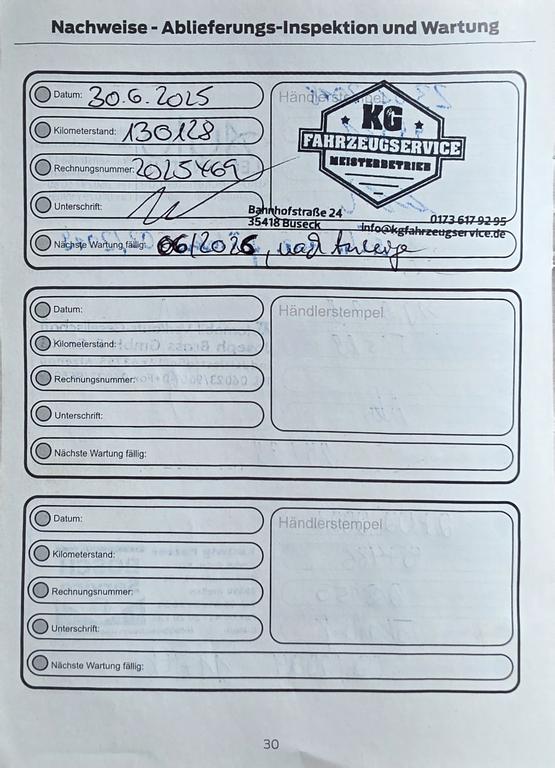 Nachweise - Ablieferungs-Inspektion und Wartung
Datum: 30.6.2025
Händlerstempel
KG
FAHRZEUGSERVICE
MEISTERBETRIEB
Kilometerstand: 130128
Rechnungsnummer: 2025469
Unterschrift:
Bahnhofstraße 24
35418 Buseck
0173 617 92 95
info@kgfahrzeugservice.de
Nächste Wartung fällig: 06/2026, nach Anzeige
Datum:
Händlerstempel
Kilometerstand:
Rechnungsnummer:
Unterschrift:
Nächste Wartung fällig:
Datum:
Händlerstempel
Kilometerstand:
Rechnungsnummer:
Unterschrift:
Nächste Wartung fällig:
30